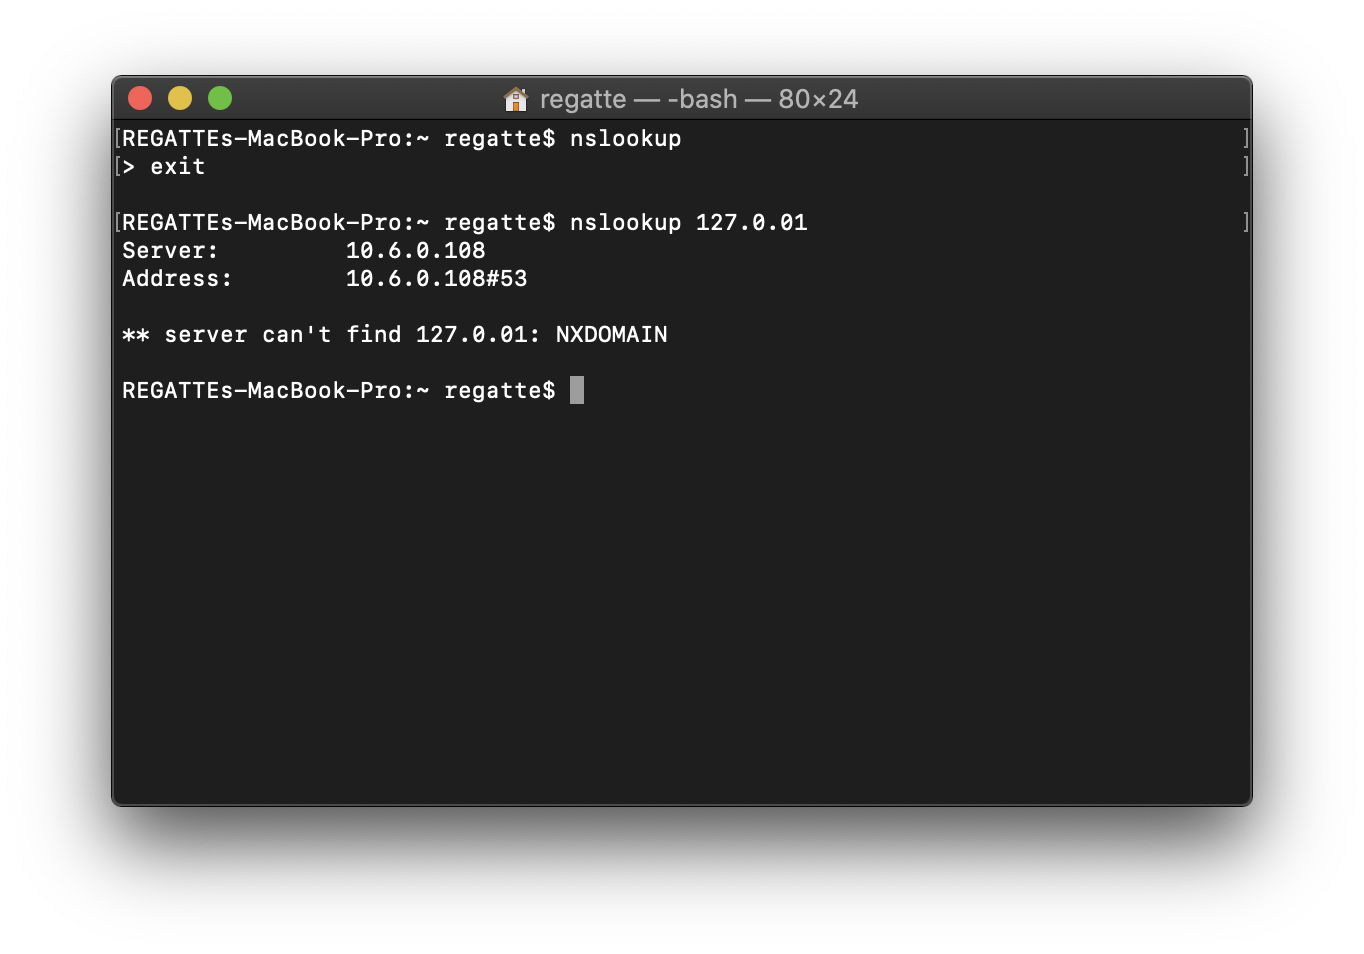 regatte — -bash — 80×24
[REGATTEs-MacBook-Pro:~ regatte$ nslookup ]
[> exit ]
[REGATTEs-MacBook-Pro:~ regatte$ nslookup 127.0.01 ]
Server: 10.6.0.108
Address: 10.6.0.108#53
** server can't find 127.0.01: NXDOMAIN
REGATTEs-MacBook-Pro:~ regatte$